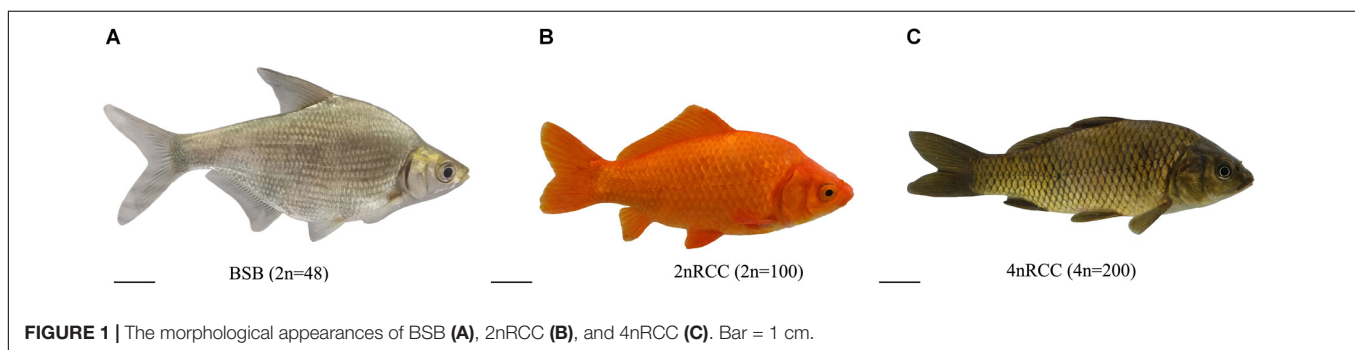 A B C
BSB (2n=48) 2nRCC (2n=100) 4nRCC (4n=200)
FIGURE 1 | The morphological appearances of BSB (A), 2nRCC (B), and 4nRCC (C). Bar = 1 cm.